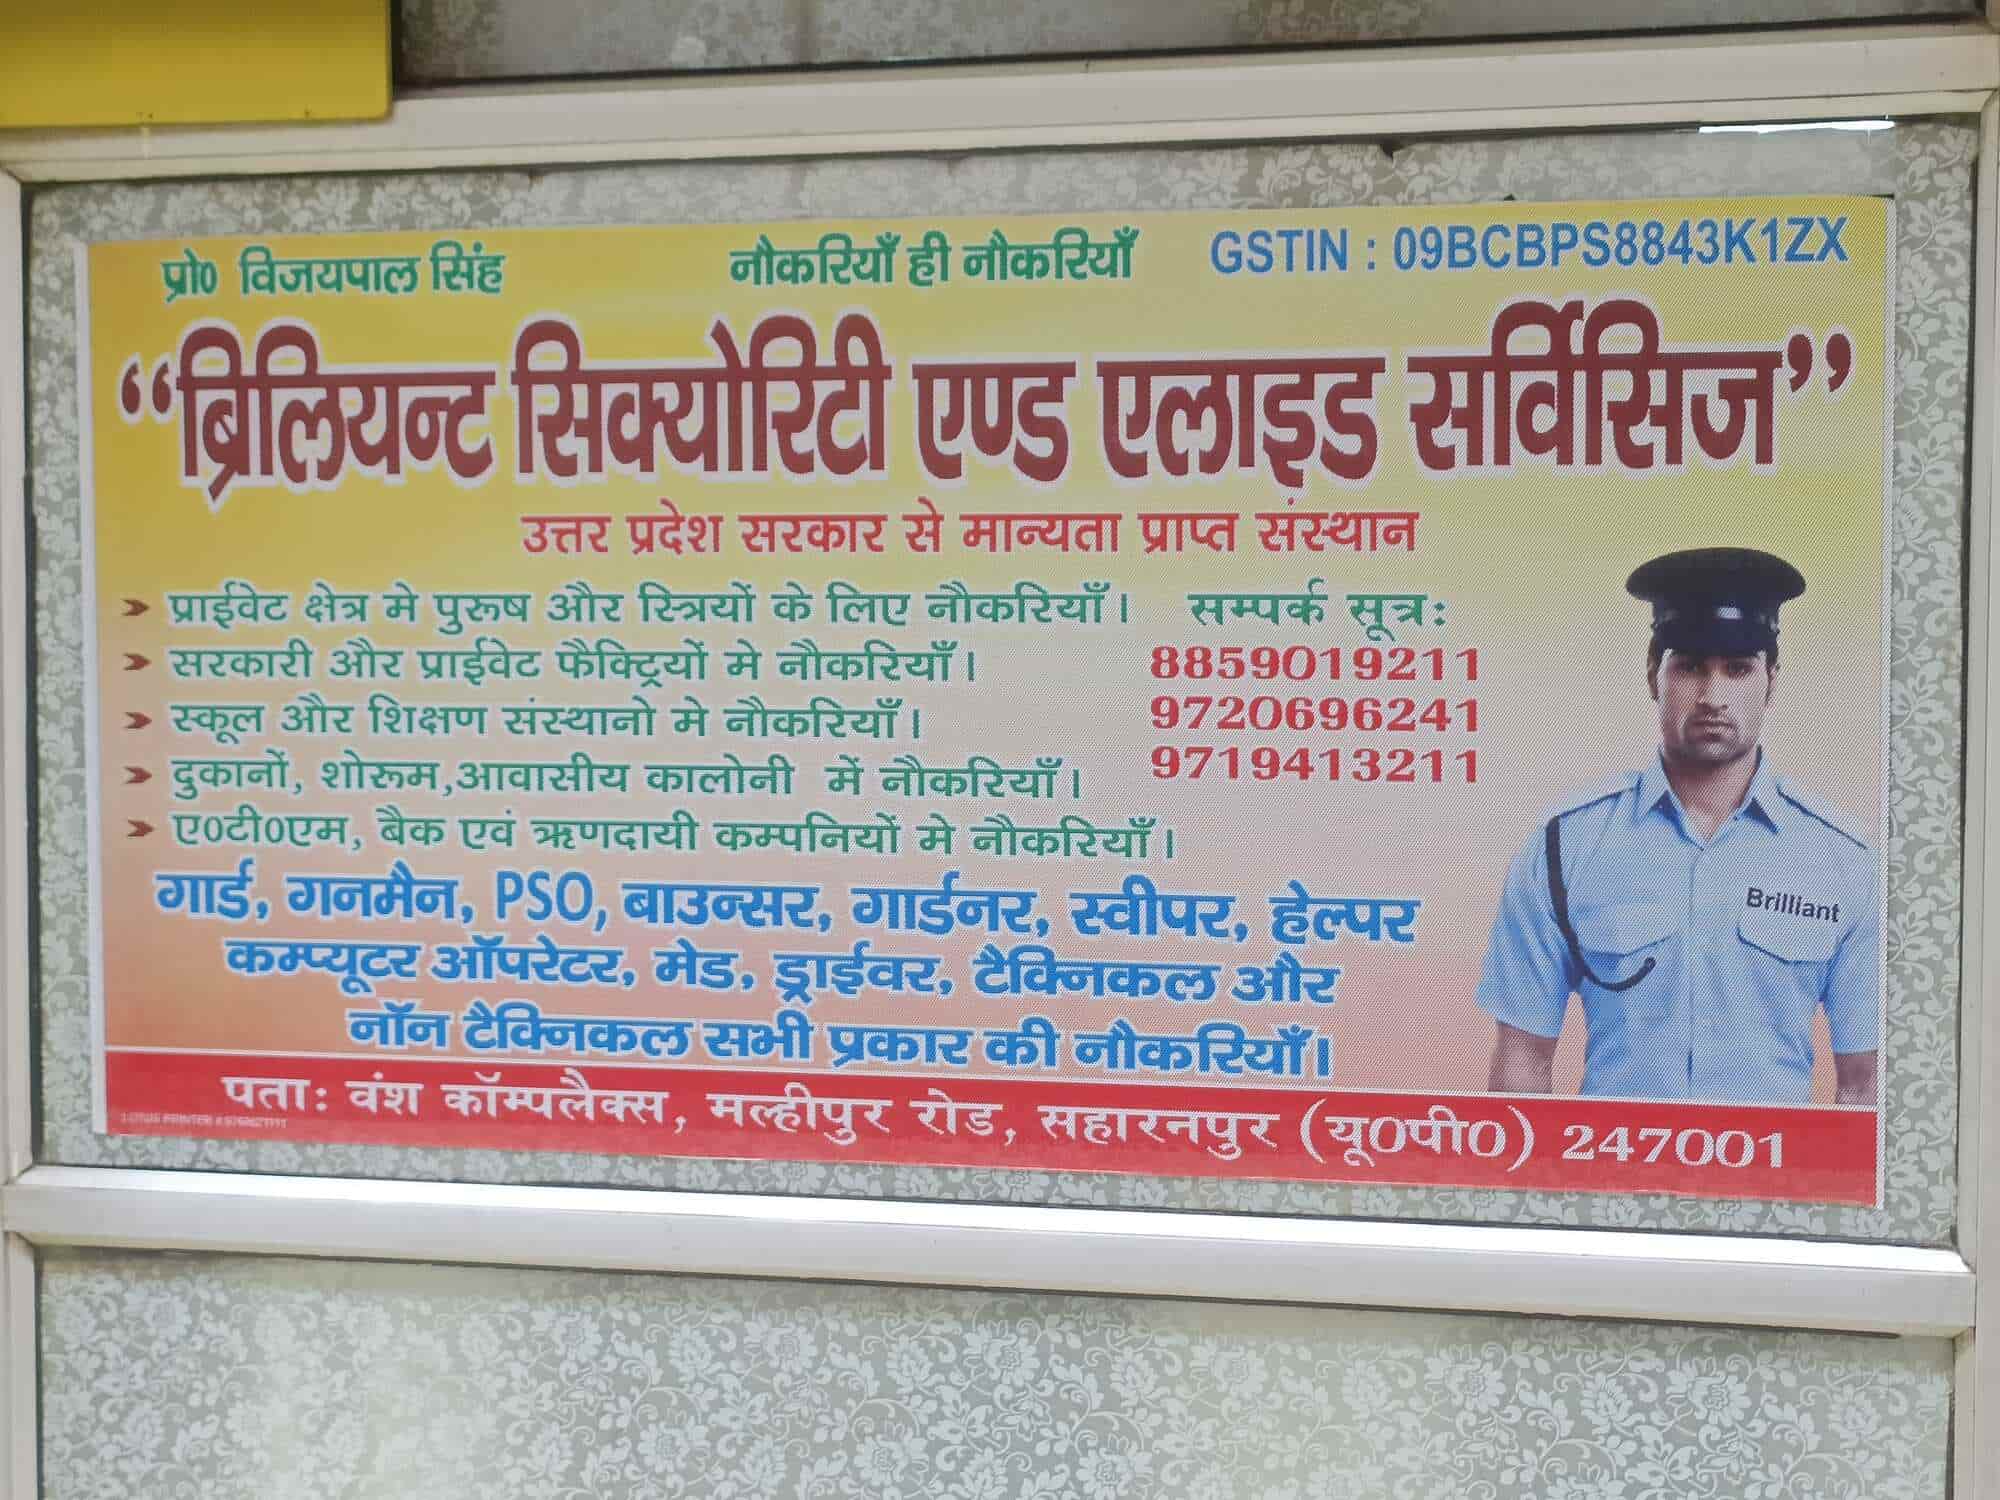 प्रो0 विजयपाल सिंह
नौकरियाँ ही नौकरियाँ
GSTIN : 09BCBPS8843K1ZX
“ब्रिलियन्ट सिक्योरिटी एण्ड एलाइड सर्विसिज”
उत्तर प्रदेश सरकार से मान्यता प्राप्त संस्थान
प्राईवेट क्षेत्र मे पुरूष और स्त्रियों के लिए नौकरियाँ।
सरकारी और प्राईवेट फैक्ट्रियों मे नौकरियाँ।
स्कूल और शिक्षण संस्थानो मे नौकरियाँ।
दुकानों, शोरूम,आवासीय कालोनी में नौकरियाँ।
ए0टी0एम, बैक एवं ऋणदायी कम्पनियों मे नौकरियाँ।
सम्पर्क सूत्र:
8859019211
9720696241
9719413211
Brilliant
गार्ड, गनमैन, PSO, बाउन्सर, गार्डनर, स्वीपर, हेल्पर
कम्प्यूटर ऑपरेटर, मेड, ड्राईवर, टैक्निकल और
नॉन टैक्निकल सभी प्रकार की नौकरियाँ।
पता: वंश कॉम्पलैक्स, मल्हीपुर रोड, सहारनपुर (यू0पी0) 247001